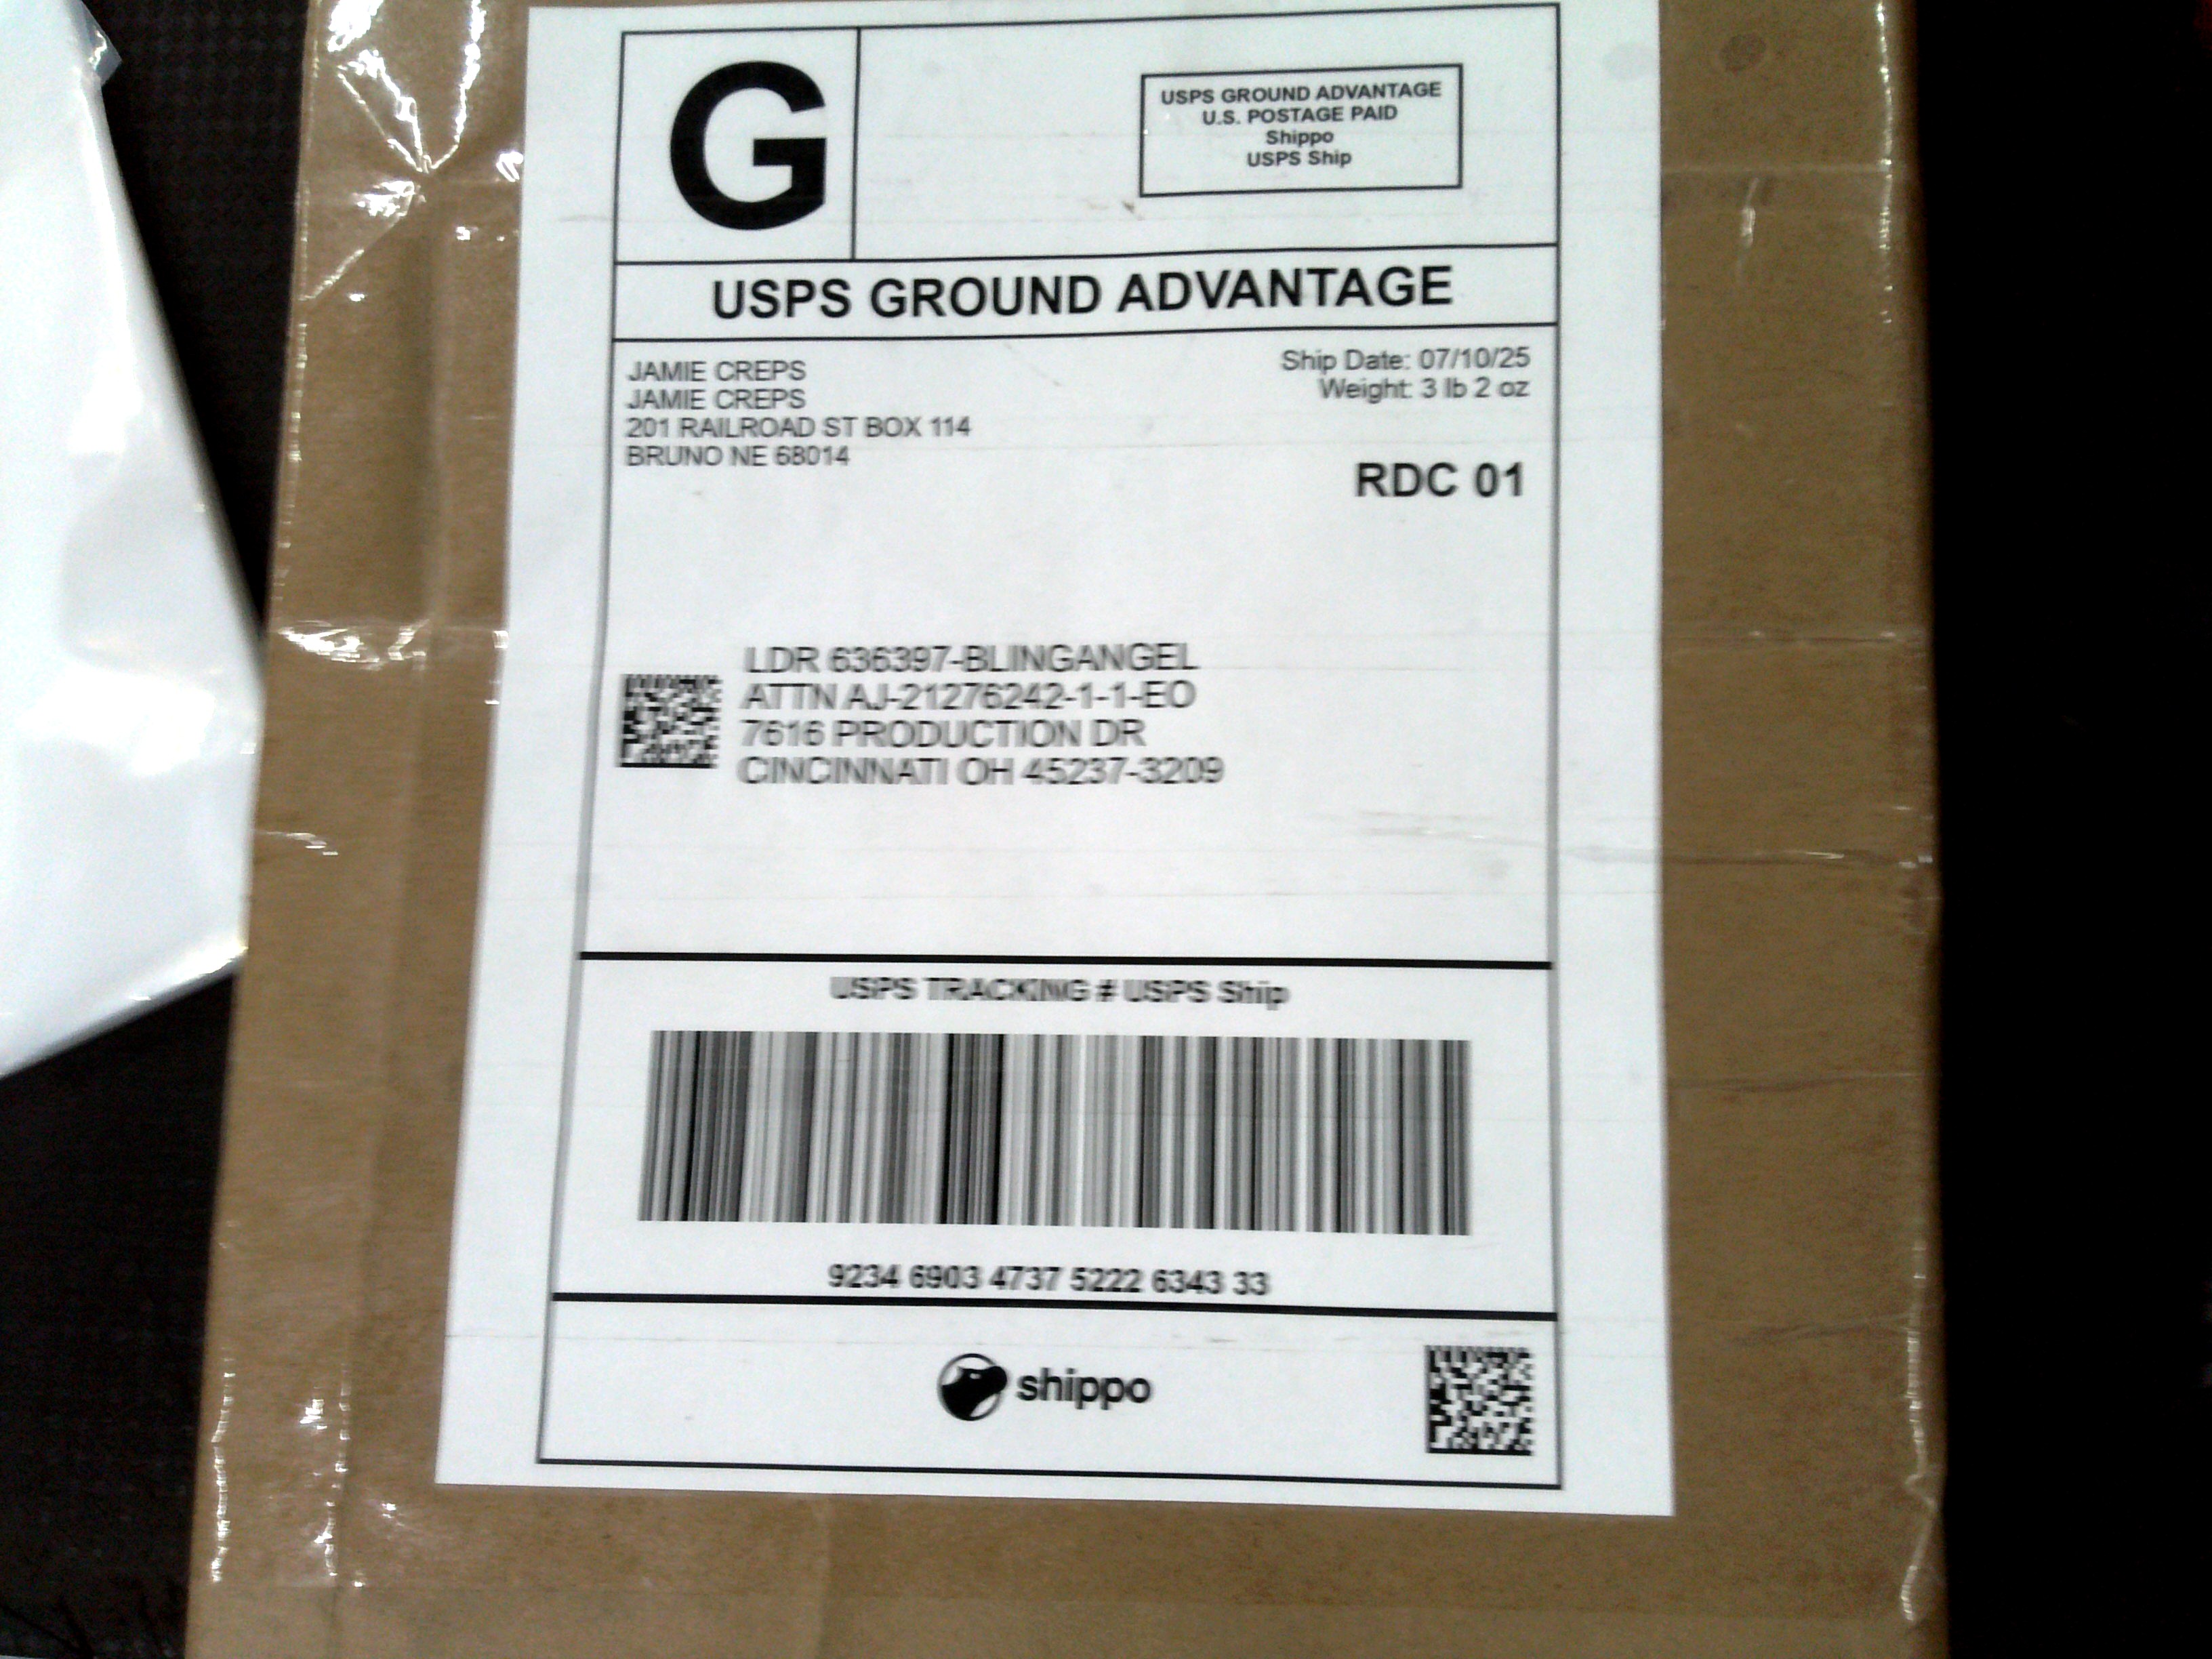 G
USPS GROUND ADVANTAGE
U.S. POSTAGE PAID
Shippo
USPS Ship
USPS GROUND ADVANTAGE
JAMIE CREPS
JAMIE CREPS
201 RAILROAD ST BOX 114
BRUNO NE 68014
Ship Date: 07/10/25
Weight: 3 lb 2 oz
RDC 01
LDR 636397-BLINGANGEL
ATTN AJ-21276242-1-1-EO
7616 PRODUCTION DR
CINCINNATI OH 45237-3209
USPS TRACKING # USPS Ship
9234 6903 4737 5222 6343 33
shippo